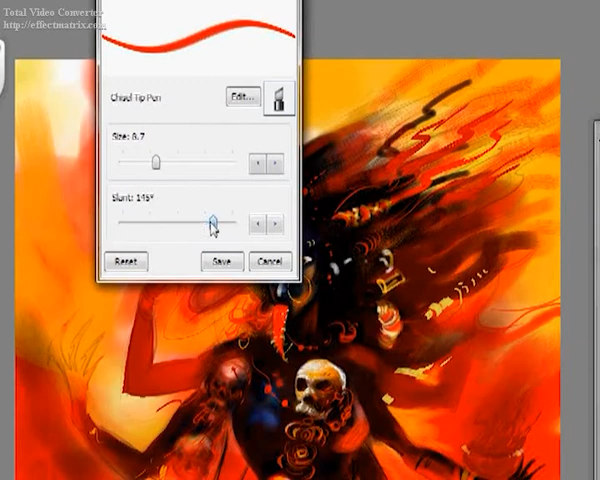 Total Video Converter
http://effectmatrix.com
Chisel Tip Pen
Edit...
Size: 8.7
Slant: 145°
Reset
Save
Cancel